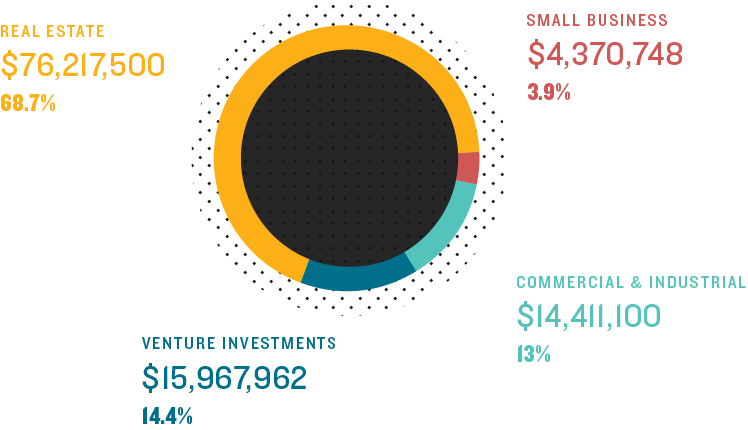 REAL ESTATE
$76,217,500
68.7%
SMALL BUSINESS
$4,370,748
3.9%
COMMERCIAL & INDUSTRIAL
$14,411,100
13%
VENTURE INVESTMENTS
$15,967,962
14.4%